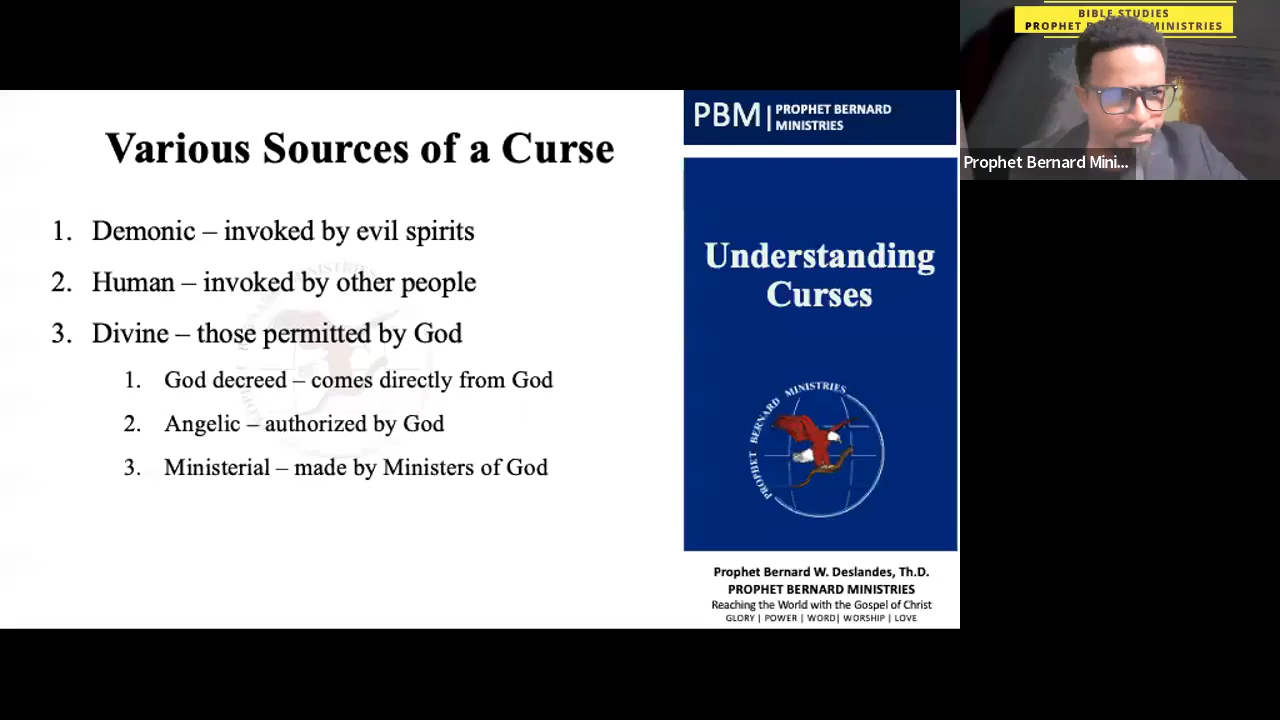 Various Sources of a Curse
1. Demonic – invoked by evil spirits
2. Human – invoked by other people
3. Divine – those permitted by God
1. God decreed – comes directly from God
2. Angelic – authorized by God
3. Ministerial – made by Ministers of God
PBM | PROPHET BERNARD
MINISTRIES
Understanding
Curses
PROPHET BERNARD MINISTRIES
Prophet Bernard W. Deslandes, Th.D.
PROPHET BERNARD MINISTRIES
Reaching the World with the Gospel of Christ
GLORY | POWER | WORD| WORSHIP | LOVE
BIBLE STUDIES
PROPHET MINISTRIES
Prophet Bernard Mini...